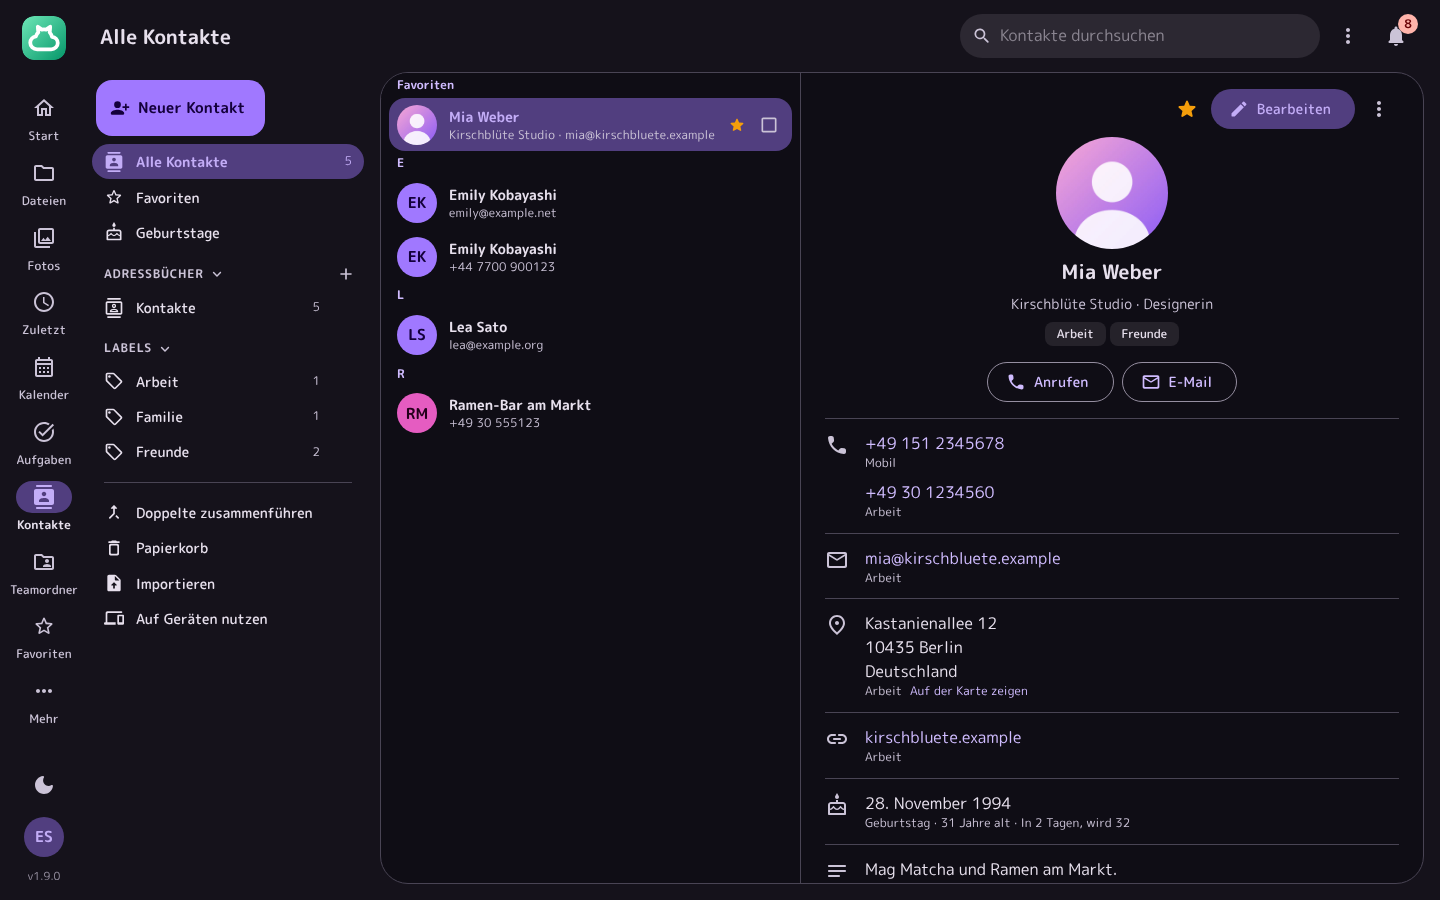 Alle Kontakte
Kontakte durchsuchen
8
Start
Dateien
Fotos
Zuletzt
Kalender
Aufgaben
Kontakte
Teamordner
Favoriten
Mehr
ES
v1.9.0
Neuer Kontakt
Alle Kontakte 5
Favoriten
Geburtstage
ADRESSBÜCHER
Kontakte 5
LABELS
Arbeit 1
Familie 1
Freunde 2
Doppelte zusammenführen
Papierkorb
Importieren
Auf Geräten nutzen
Favoriten
Mia Weber
Kirschblüte Studio · mia@kirschbluete.example
E
EK
Emily Kobayashi
emily@example.net
EK
Emily Kobayashi
+44 7700 900123
L
LS
Lea Sato
lea@example.org
R
RM
Ramen-Bar am Markt
+49 30 555123
Bearbeiten
Mia Weber
Kirschblüte Studio · Designerin
Arbeit Freunde
Anrufen E-Mail
+49 151 2345678
Mobil
+49 30 1234560
Arbeit
mia@kirschbluete.example
Arbeit
Kastanienallee 12
10435 Berlin
Deutschland
Arbeit Auf der Karte zeigen
kirschbluete.example
Arbeit
28. November 1994
Geburtstag · 31 Jahre alt · In 2 Tagen, wird 32
Mag Matcha und Ramen am Markt.